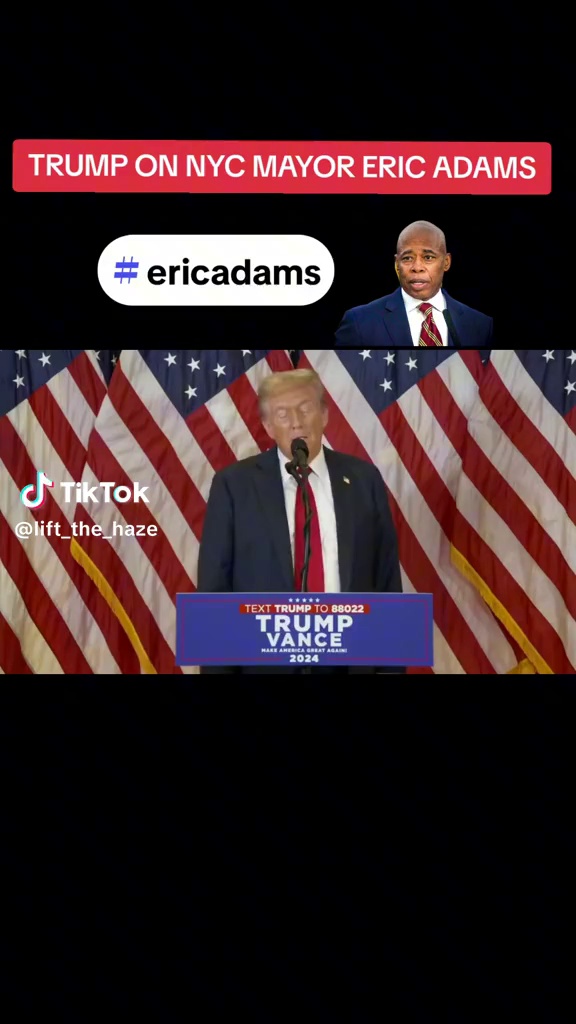 TRUMP ON NYC MAYOR ERIC ADAMS
# ericadams
TikTok
@lift_the_haze
TEXT TRUMP TO 88022
TRUMP
VANCE
MAKE AMERICA GREAT AGAIN!
2024